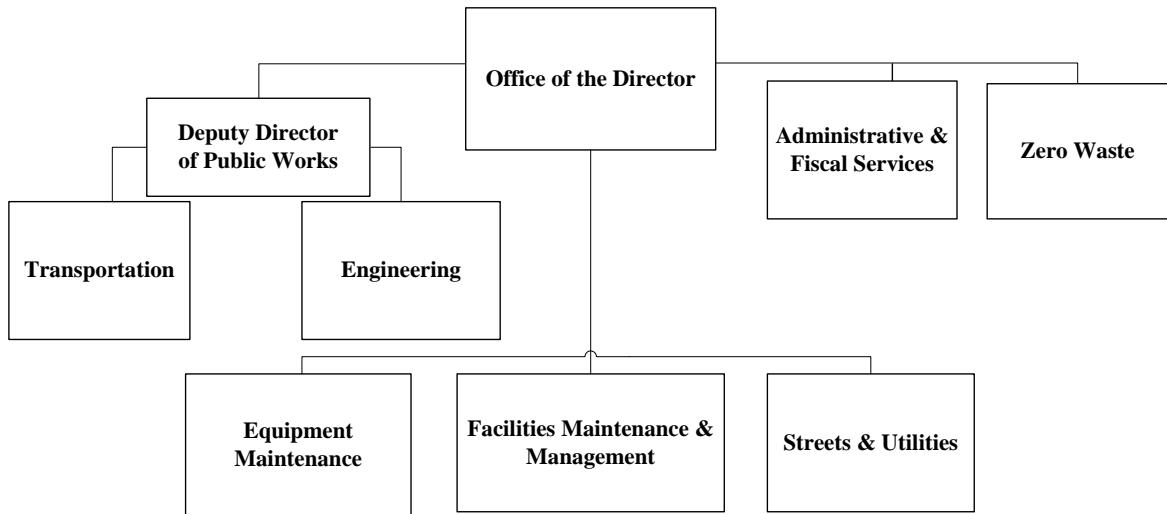 Office of the Director
Deputy Director
of Public Works
Administrative &
Fiscal Services
Zero Waste
Transportation
Engineering
Equipment
Maintenance
Facilities Maintenance &
Management
Streets & Utilities